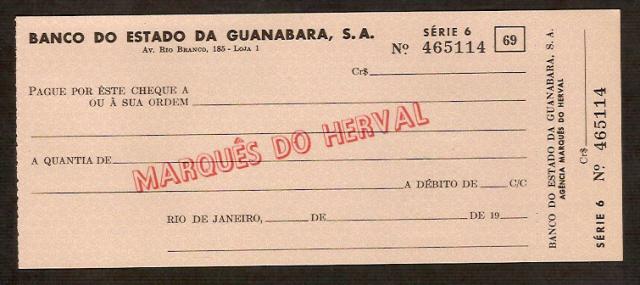 BANCO DO ESTADO DA GUANABARA, S. A.
Av. Rio Branco, 185 - Loja 1
SÉRIE 6
Nº 465114
69
Cr$
PAGUE POR ÊSTE CHEQUE A
OU À SUA ORDEM
A QUANTIA DE
MARQUÊS DO HERVAL
A DÉBITO DE C/C
RIO DE JANEIRO, DE DE 19
BANCO DO ESTADO DA GUANABARA, S. A.
AGÊNCIA MARQUÊS DO HERVAL
Cr$
SÉRIE 6 Nº 465114